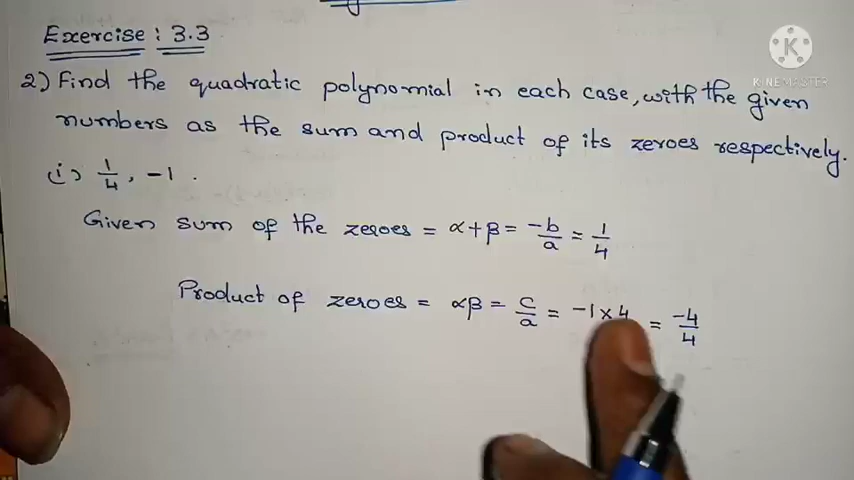 Exercise : 3.3
KINEMASTER
2) Find the quadratic polynomial in each case, with the given
numbers as the sum and product of its zeroes respectively.
(i) 1/4, -1.
Given sum of the zeroes = α+β = -b/a = 1/4
Product of zeroes = αβ = c/a = -1×4 = -4/4